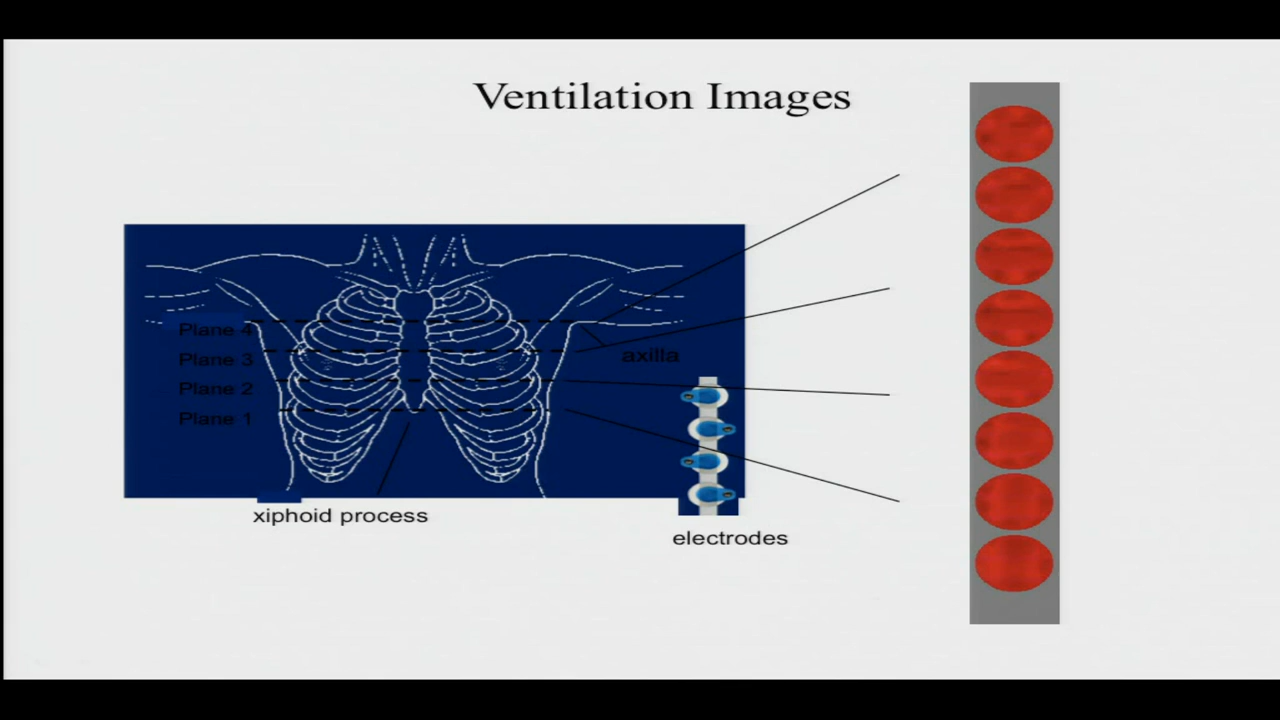 Ventilation Images
Plane 4
Plane 3
axilla
Plane 2
Plane 1
xiphoid process
electrodes